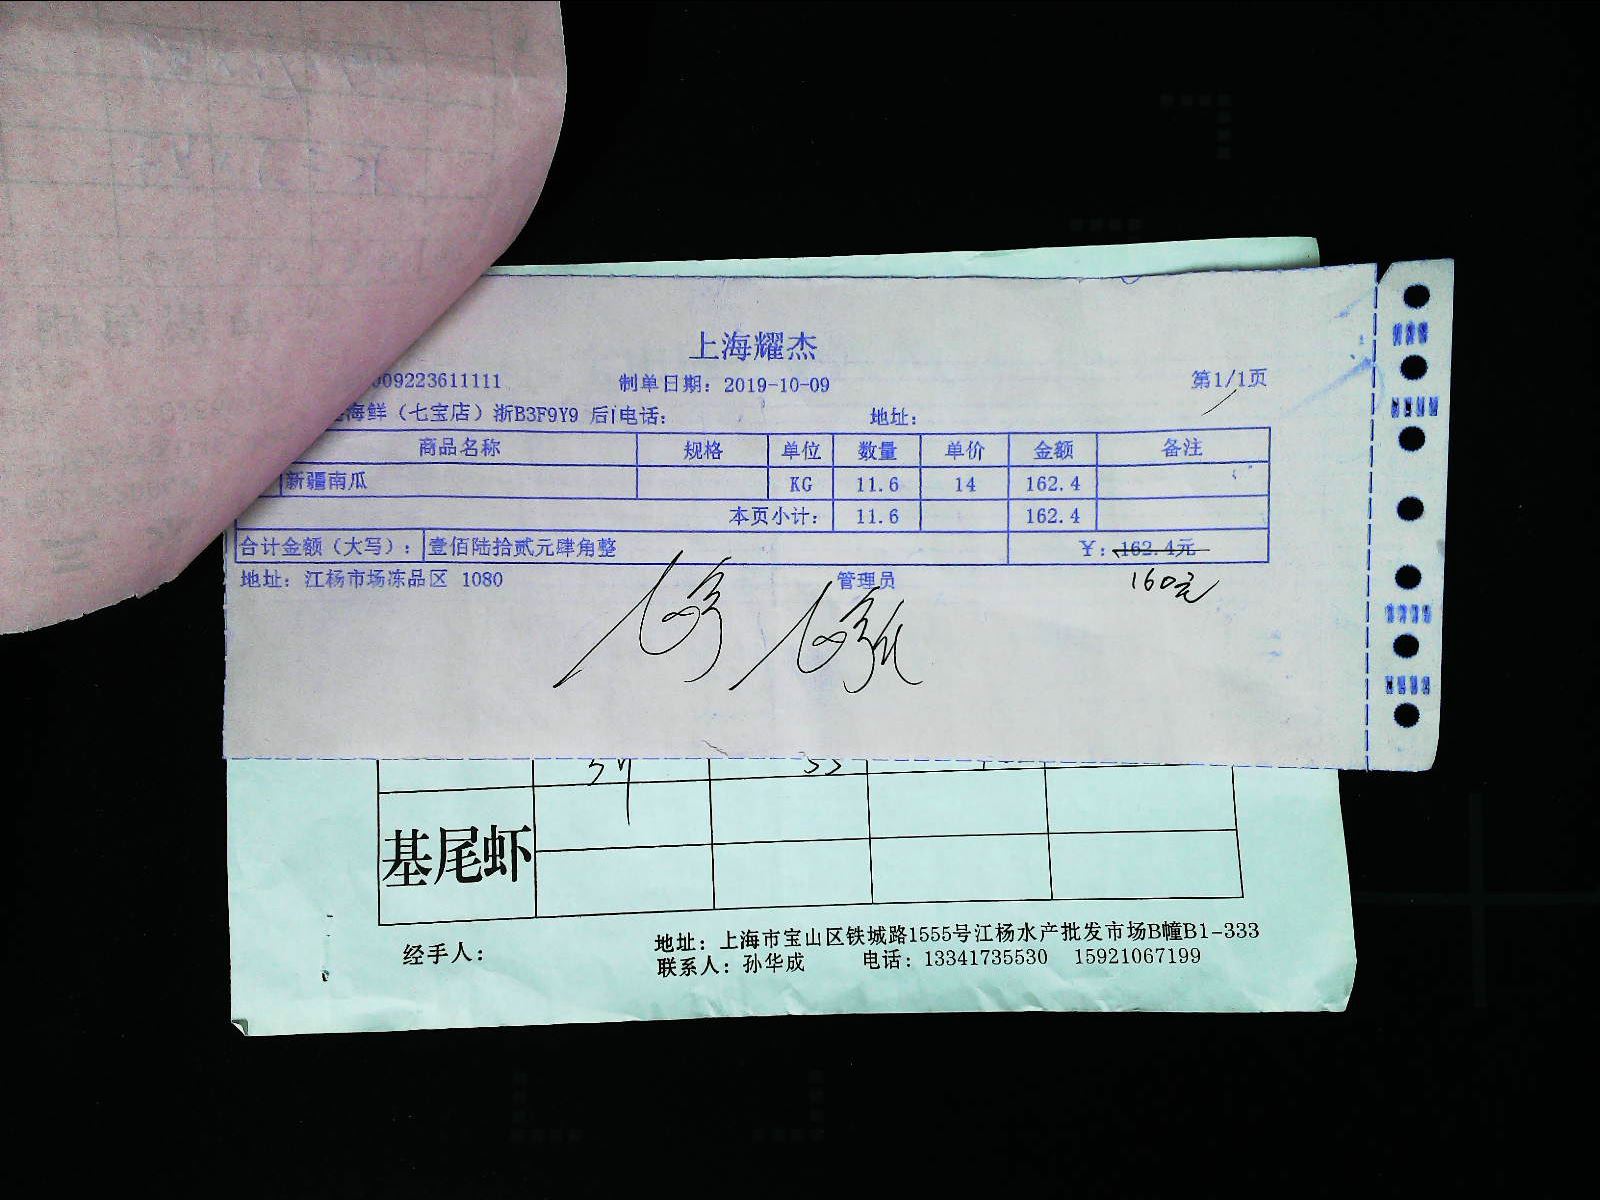 上海耀杰
009223611111 制单日期：2019-10-09 第1/1页
海鲜（七宝店）浙B3F9Y9 后|电话： 地址：
商品名称 规格 单位 数量 单价 金额 备注
新疆南瓜 KG 11.6 14 162.4
本页小计： 11.6 162.4
合计金额（大写）： 壹佰陆拾贰元肆角整 ¥：162.4元
地址：江杨市场冻品区 1080 管理员 160元
基尾虾
经手人：
地址：上海市宝山区铁城路1555号江杨水产批发市场B幢B1-333
联系人：孙华成 电话：13341735530 15921067199